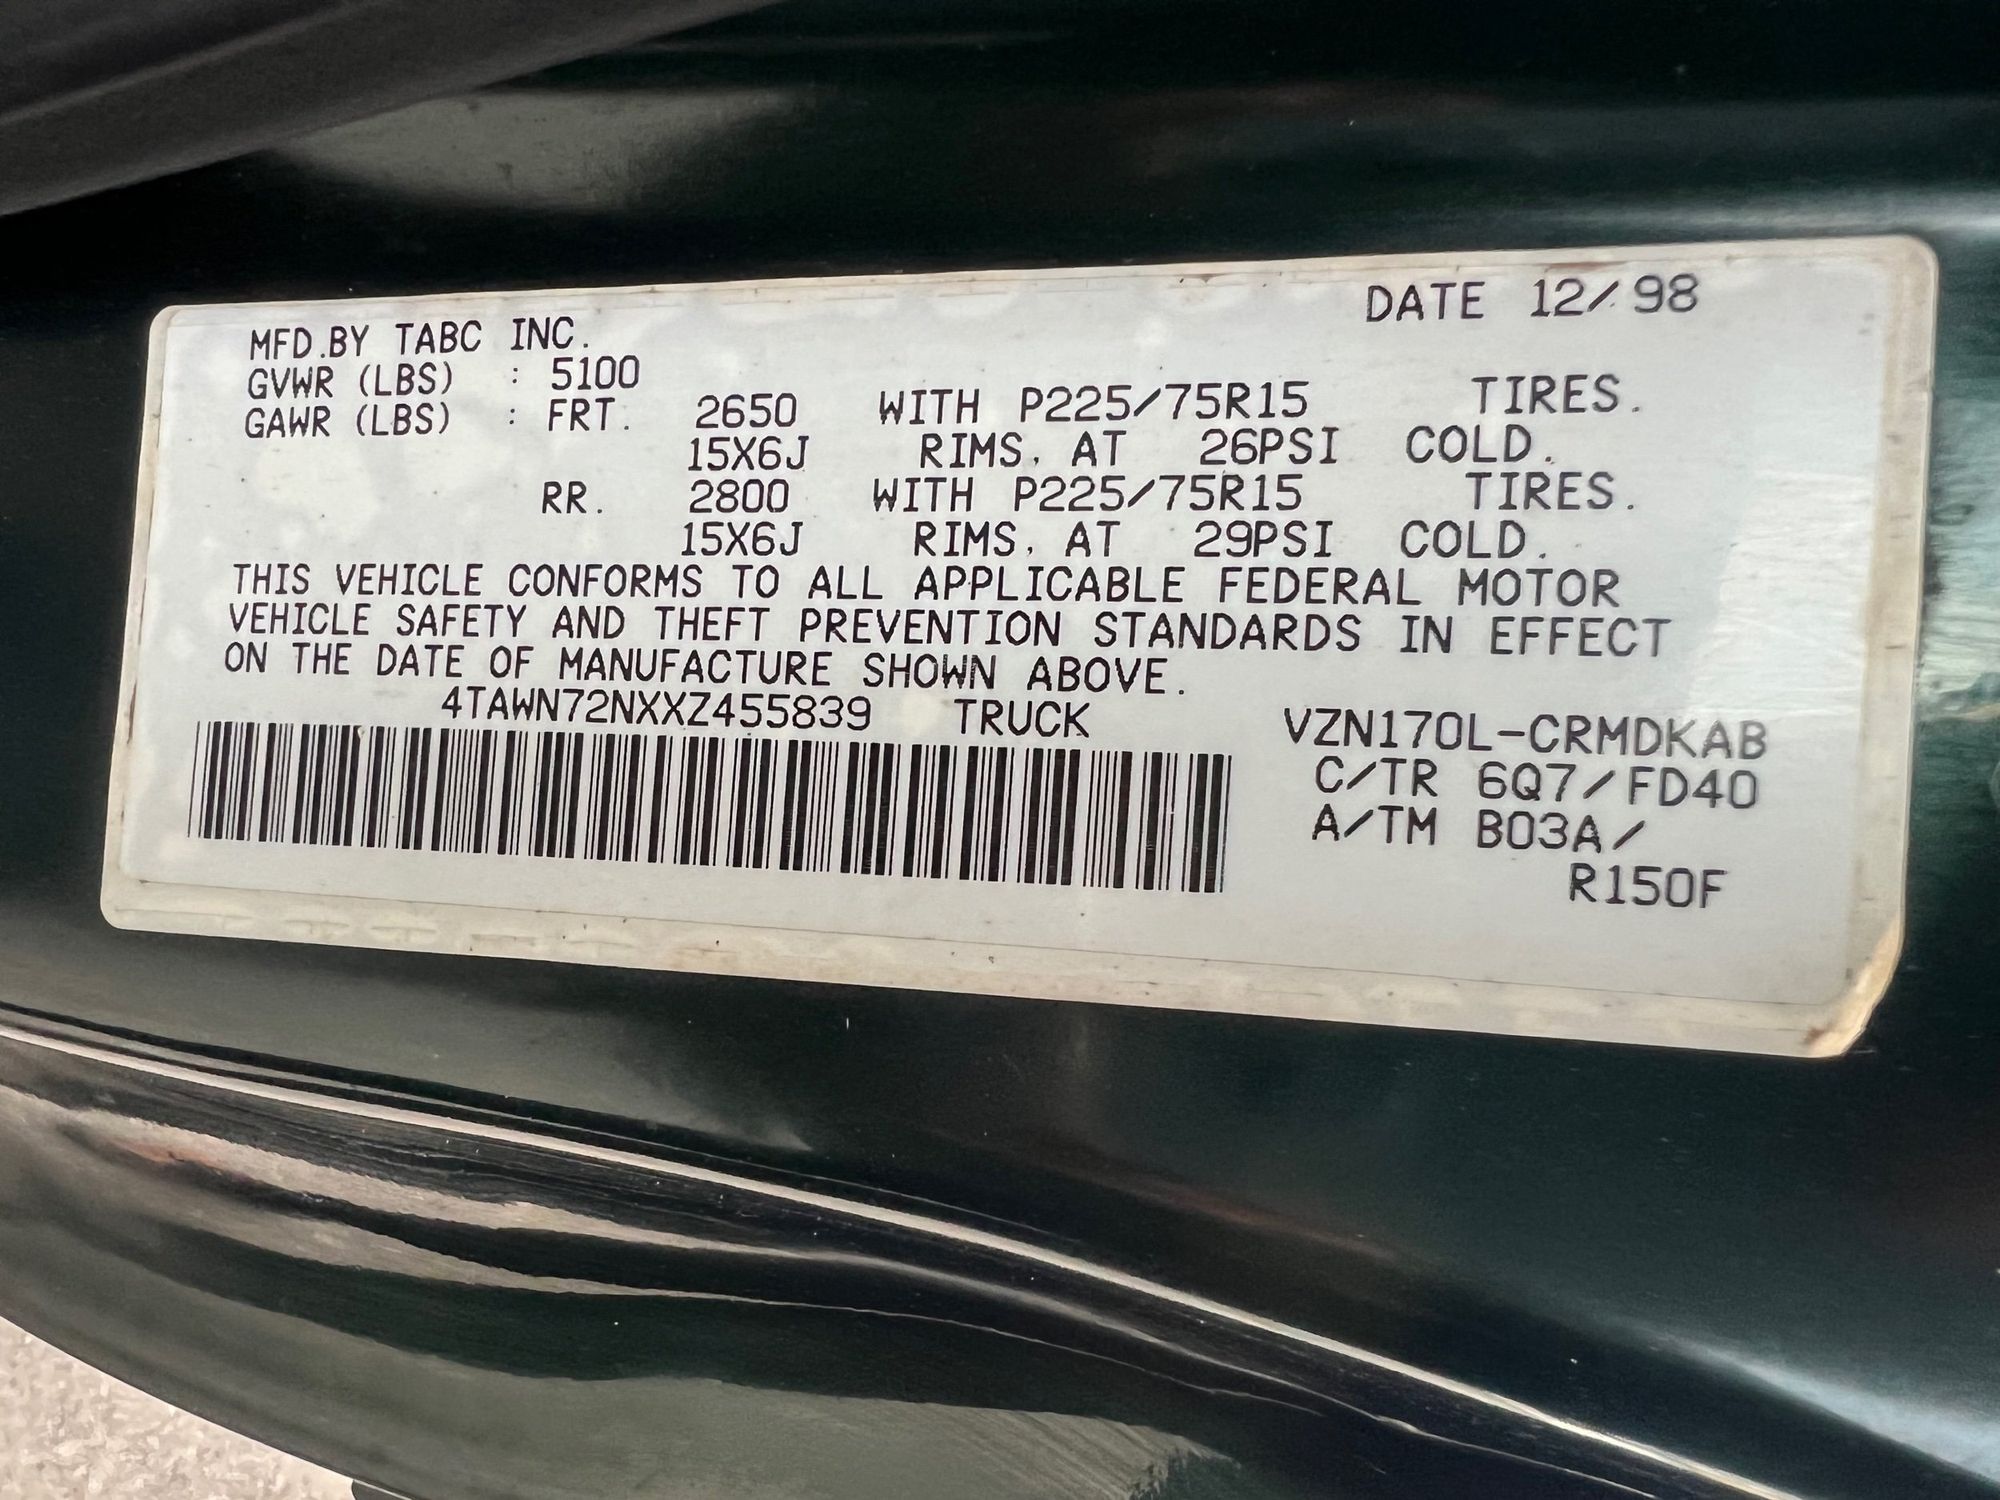 DATE 12/98
MFD.BY TABC INC.
GVWR (LBS) : 5100
GAWR (LBS) : FRT. 2650 WITH P225/75R15 TIRES.
15X6J RIMS, AT 26PSI COLD.
RR. 2800 WITH P225/75R15 TIRES.
15X6J RIMS, AT 29PSI COLD.
THIS VEHICLE CONFORMS TO ALL APPLICABLE FEDERAL MOTOR
VEHICLE SAFETY AND THEFT PREVENTION STANDARDS IN EFFECT
ON THE DATE OF MANUFACTURE SHOWN ABOVE.
4TAWN72NXXZ455839 TRUCK VZN170L-CRMDKAB
C/TR 6Q7/FD40
A/TM B03A/
R150F